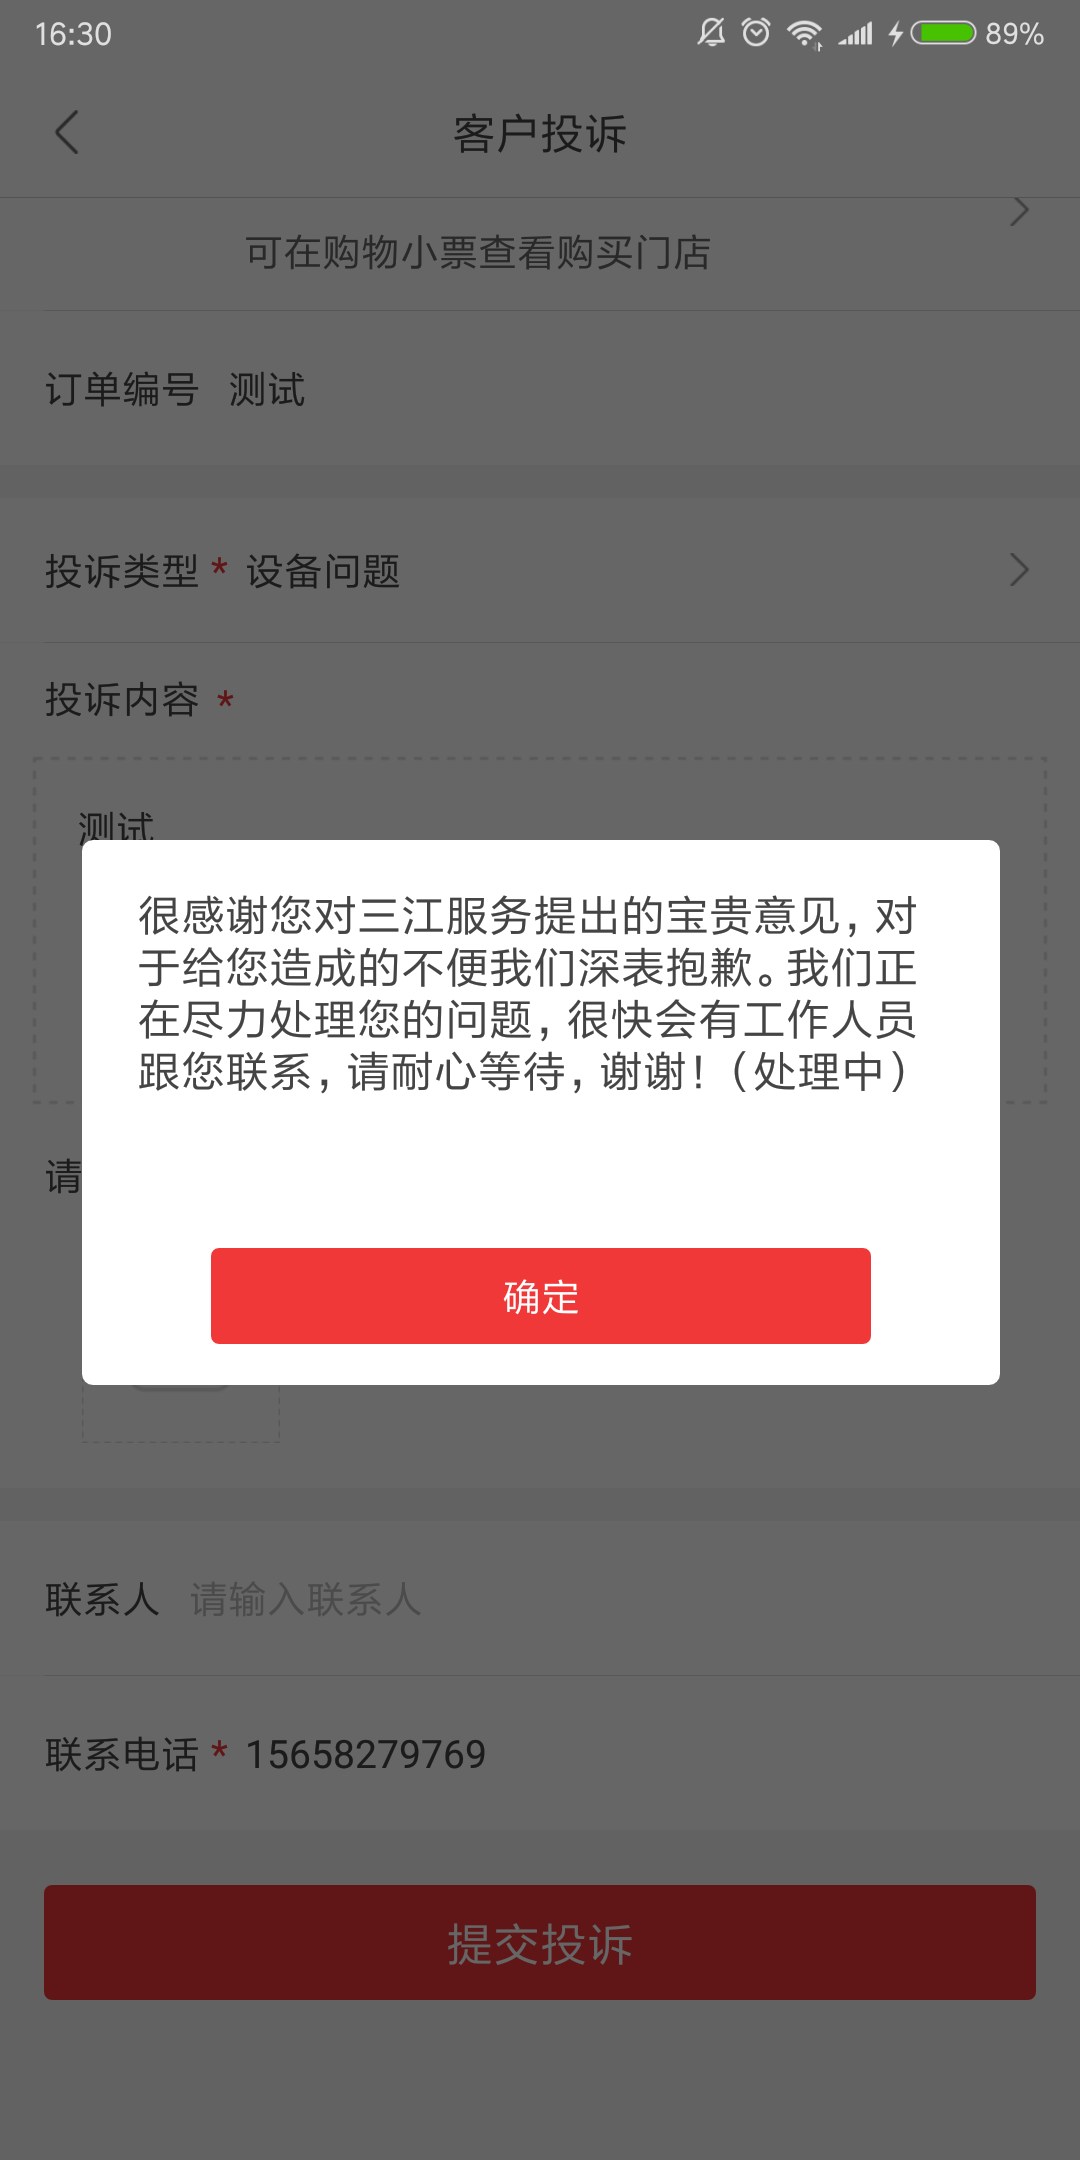 16:30
89%
客户投诉
可在购物小票查看购买门店
订单编号 测试
投诉类型 * 设备问题
投诉内容 *
测试
很感谢您对三江服务提出的宝贵意见，对
于给您造成的不便我们深表抱歉。我们正
在尽力处理您的问题，很快会有工作人员
跟您联系，请耐心等待，谢谢！（处理中）
请
确定
联系人 请输入联系人
联系电话 * 15658279769
提交投诉